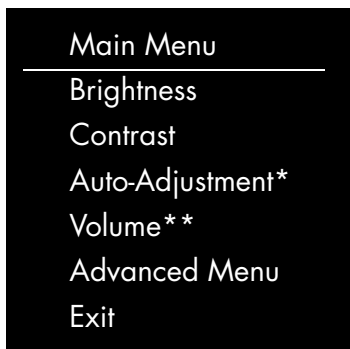 Main Menu
Brightness
Contrast
Auto-Adjustment*
Volume**
Advanced Menu
Exit